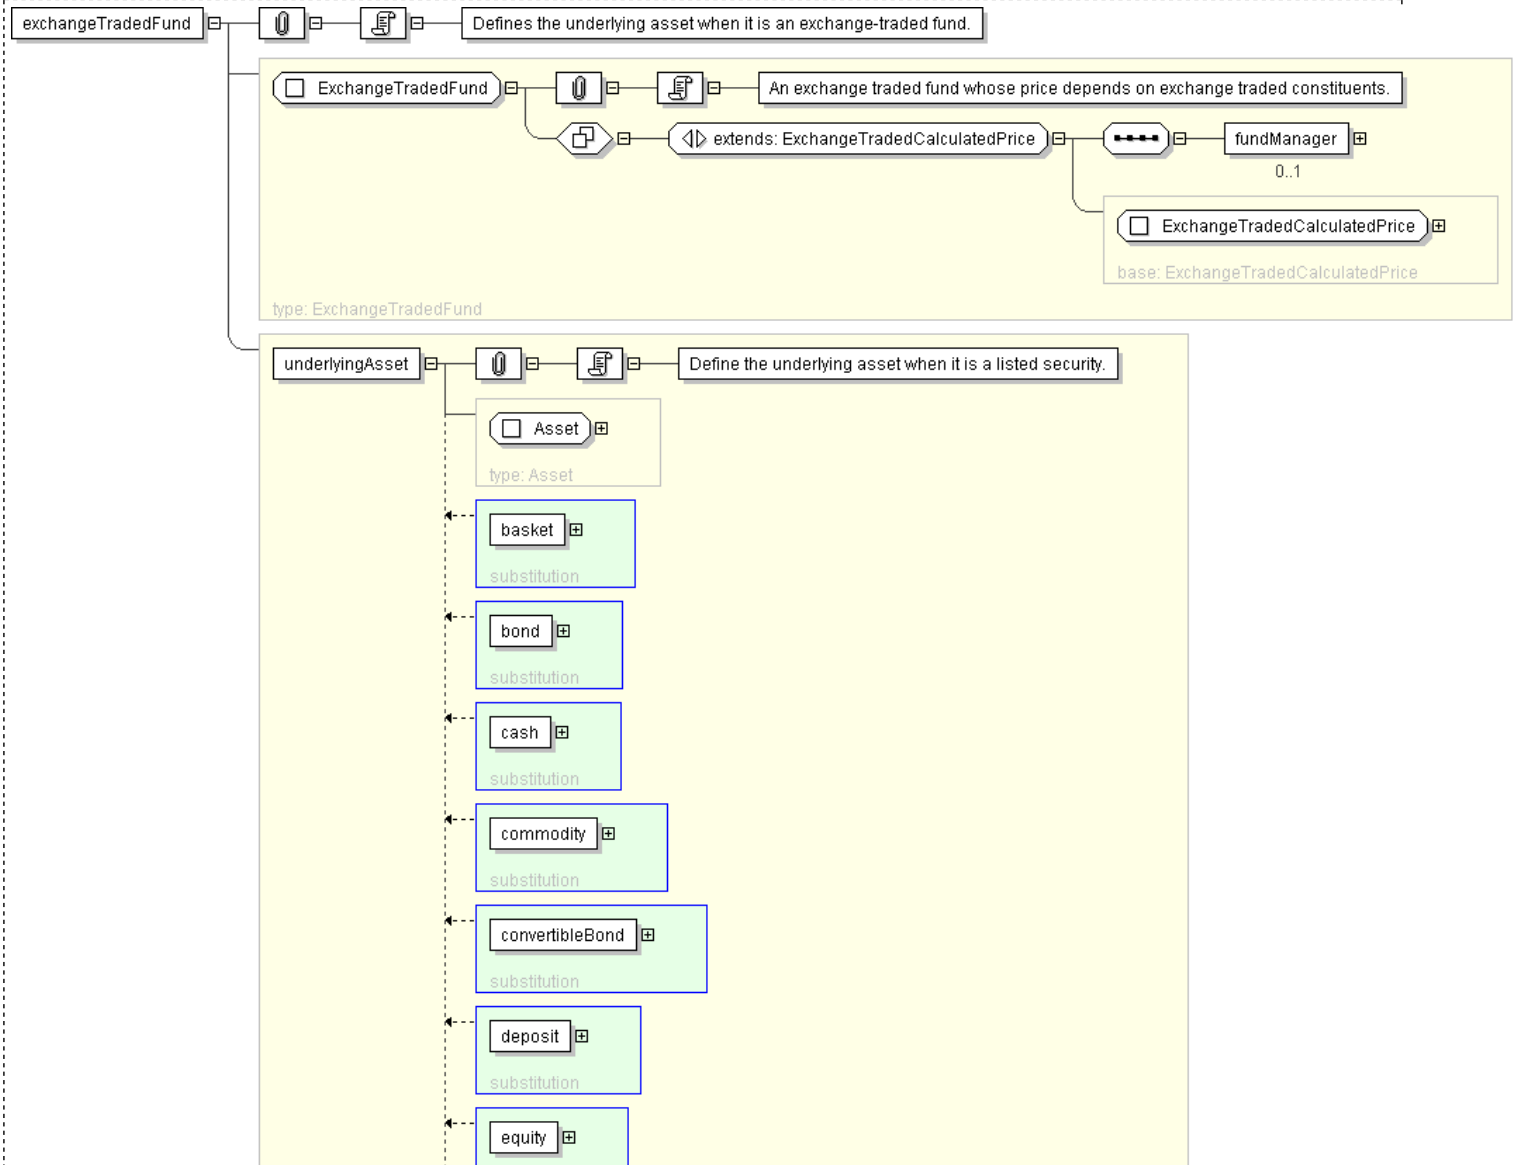 exchangeTradedFund
Defines the underlying asset when it is an exchange-traded fund.
ExchangeTradedFund
An exchange traded fund whose price depends on exchange traded constituents.
extends: ExchangeTradedCalculatedPrice
fundManager
0..1
ExchangeTradedCalculatedPrice
base: ExchangeTradedCalculatedPrice
type: ExchangeTradedFund
underlyingAsset
Define the underlying asset when it is a listed security.
Asset
type: Asset
basket
substitution
bond
substitution
cash
substitution
commodity
substitution
convertibleBond
substitution
deposit
substitution
equity